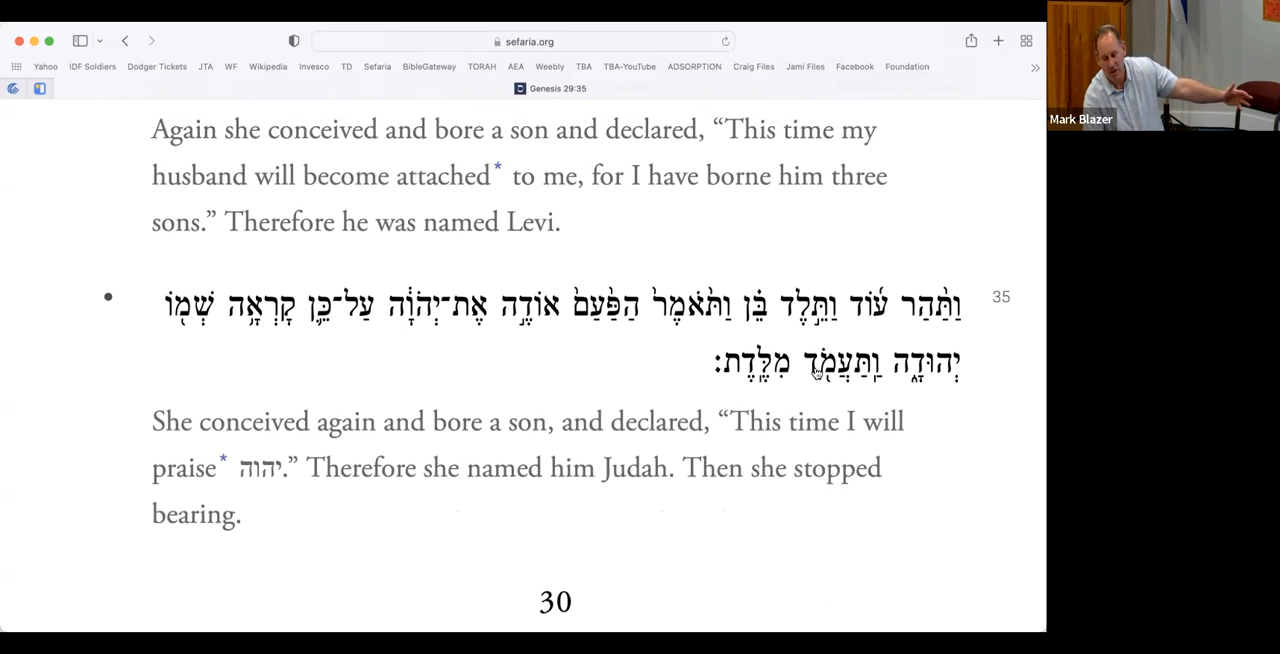 sefaria.org
Yahoo IDF Soldiers Dodger Tickets JTA WF Wikipedia Invesco TD Sefaria BibleGateway TORAH AEA Weebly TBA TBA-YouTube ADSORPTION Craig Files Jami Files Facebook Foundation
Genesis 29:35
Mark Blazer
Again she conceived and bore a son and declared, “This time my
husband will become attached* to me, for I have borne him three
sons.” Therefore he was named Levi.
35
וַתַּ֨הַר ע֜וֹד וַתֵּ֣לֶד בֵּ֗ן וַתֹּ֙אמֶר֙ הַפַּ֙עַם֙ אוֹדֶ֣ה אֶת־יְהֹוָ֔ה עַל־כֵּ֛ן קָרְאָ֥ה שְׁמ֖וֹ
יְהוּדָ֑ה וַֽתַּעֲמֹ֖ד מִלֶּֽדֶת׃
She conceived again and bore a son, and declared, “This time I will
praise* יהוה.” Therefore she named him Judah. Then she stopped
bearing.
30